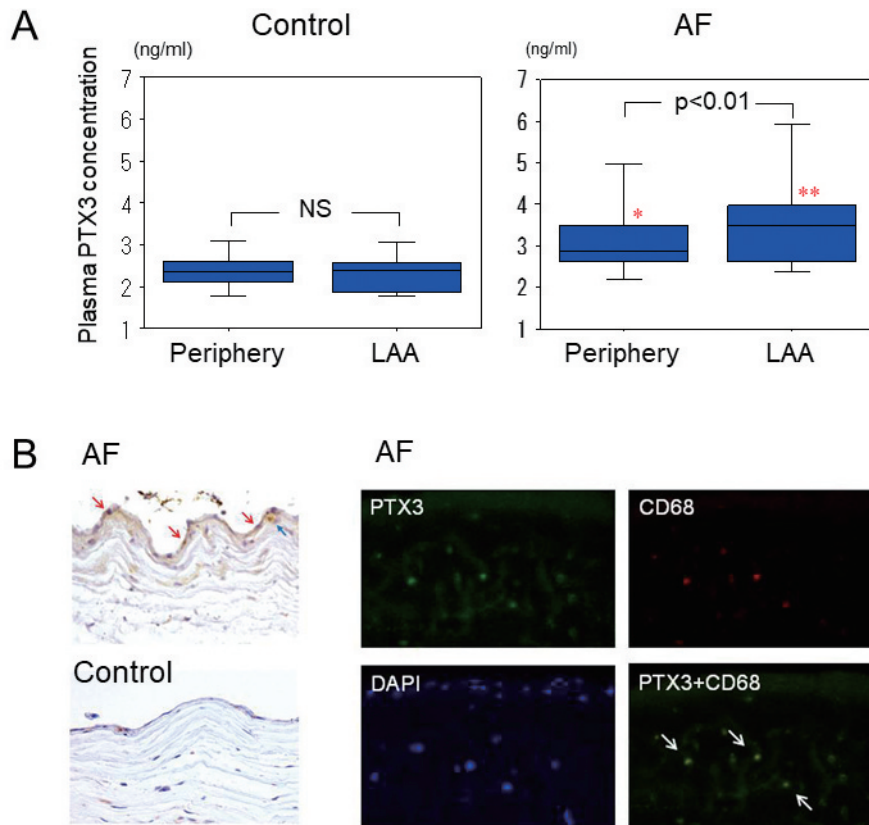 A
Control
AF
(ng/ml)
(ng/ml)
Plasma PTX3 concentration
7
6
5
4
3
2
1
NS
Periphery
LAA
7
6
5
4
3
2
1
p<0.01
*
**
Periphery
LAA
B
AF
AF
PTX3
CD68
Control
DAPI
PTX3+CD68